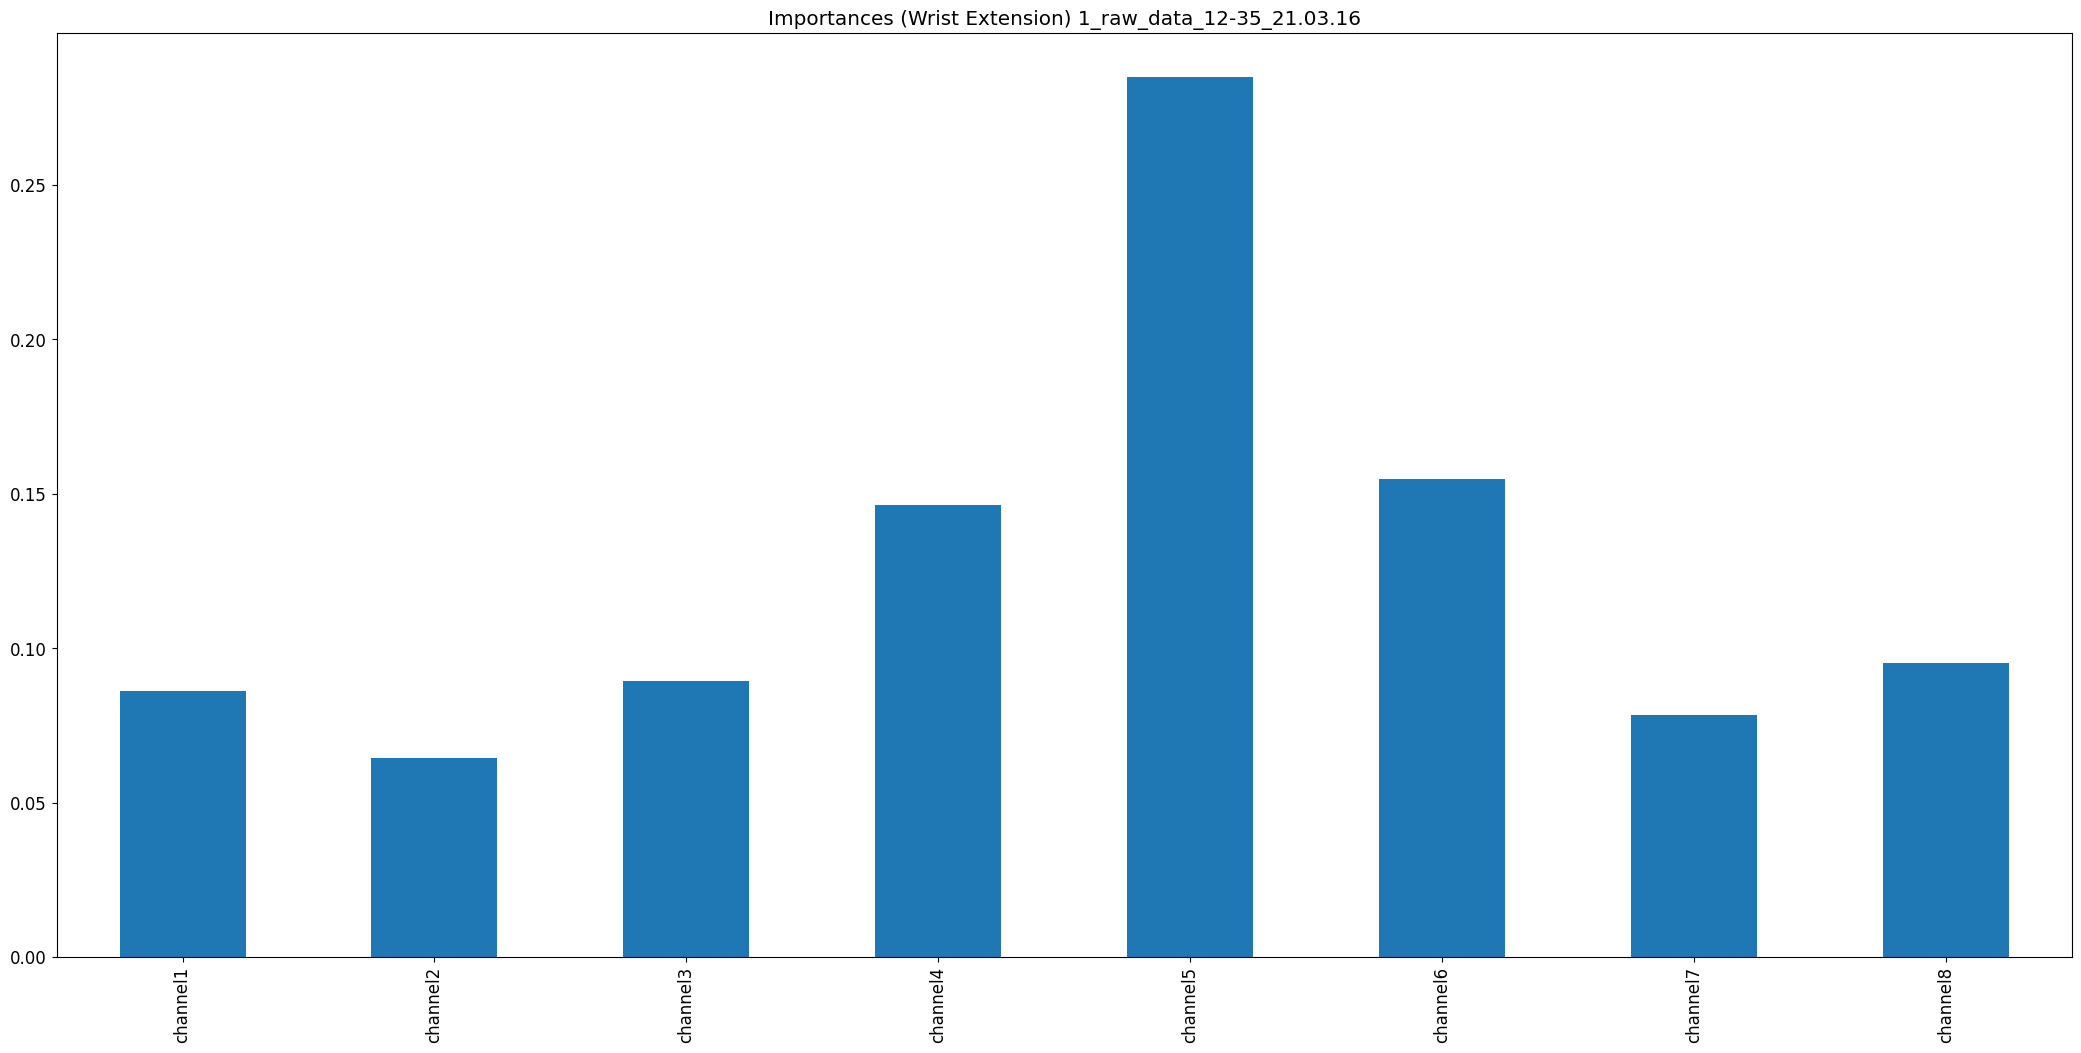 Importances (Wrist Extension) 1_raw_data_12-35_21.03.16
0.25
0.20
0.15
0.10
0.05
0.00
channel1
channel2
channel3
channel4
channel5
channel6
channel7
channel8